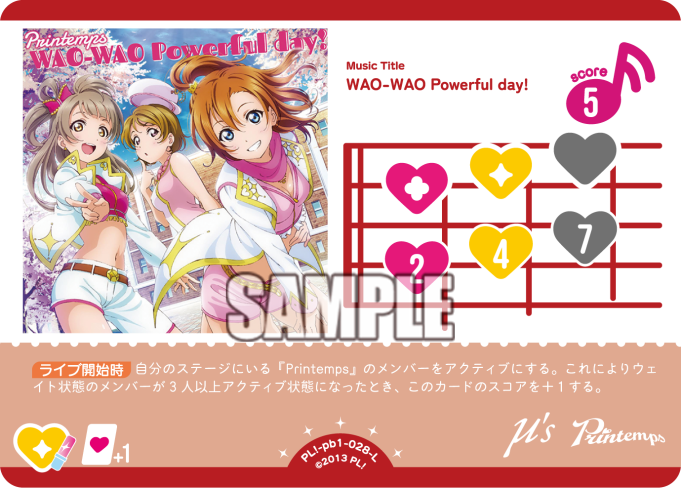 Printemps
WAO-WAO Powerful day!
Music Title
WAO-WAO Powerful day!
score
5
2
4
7
SAMPLE
ライブ開始時 自分のステージにいる『Printemps』のメンバーをアクティブにする。これによりウェ
イト状態のメンバーが3人以上アクティブ状態になったとき、このカードのスコアを+1する。
+1
μ's Printemps
PL!-pb1-028-L
©2013 PL!